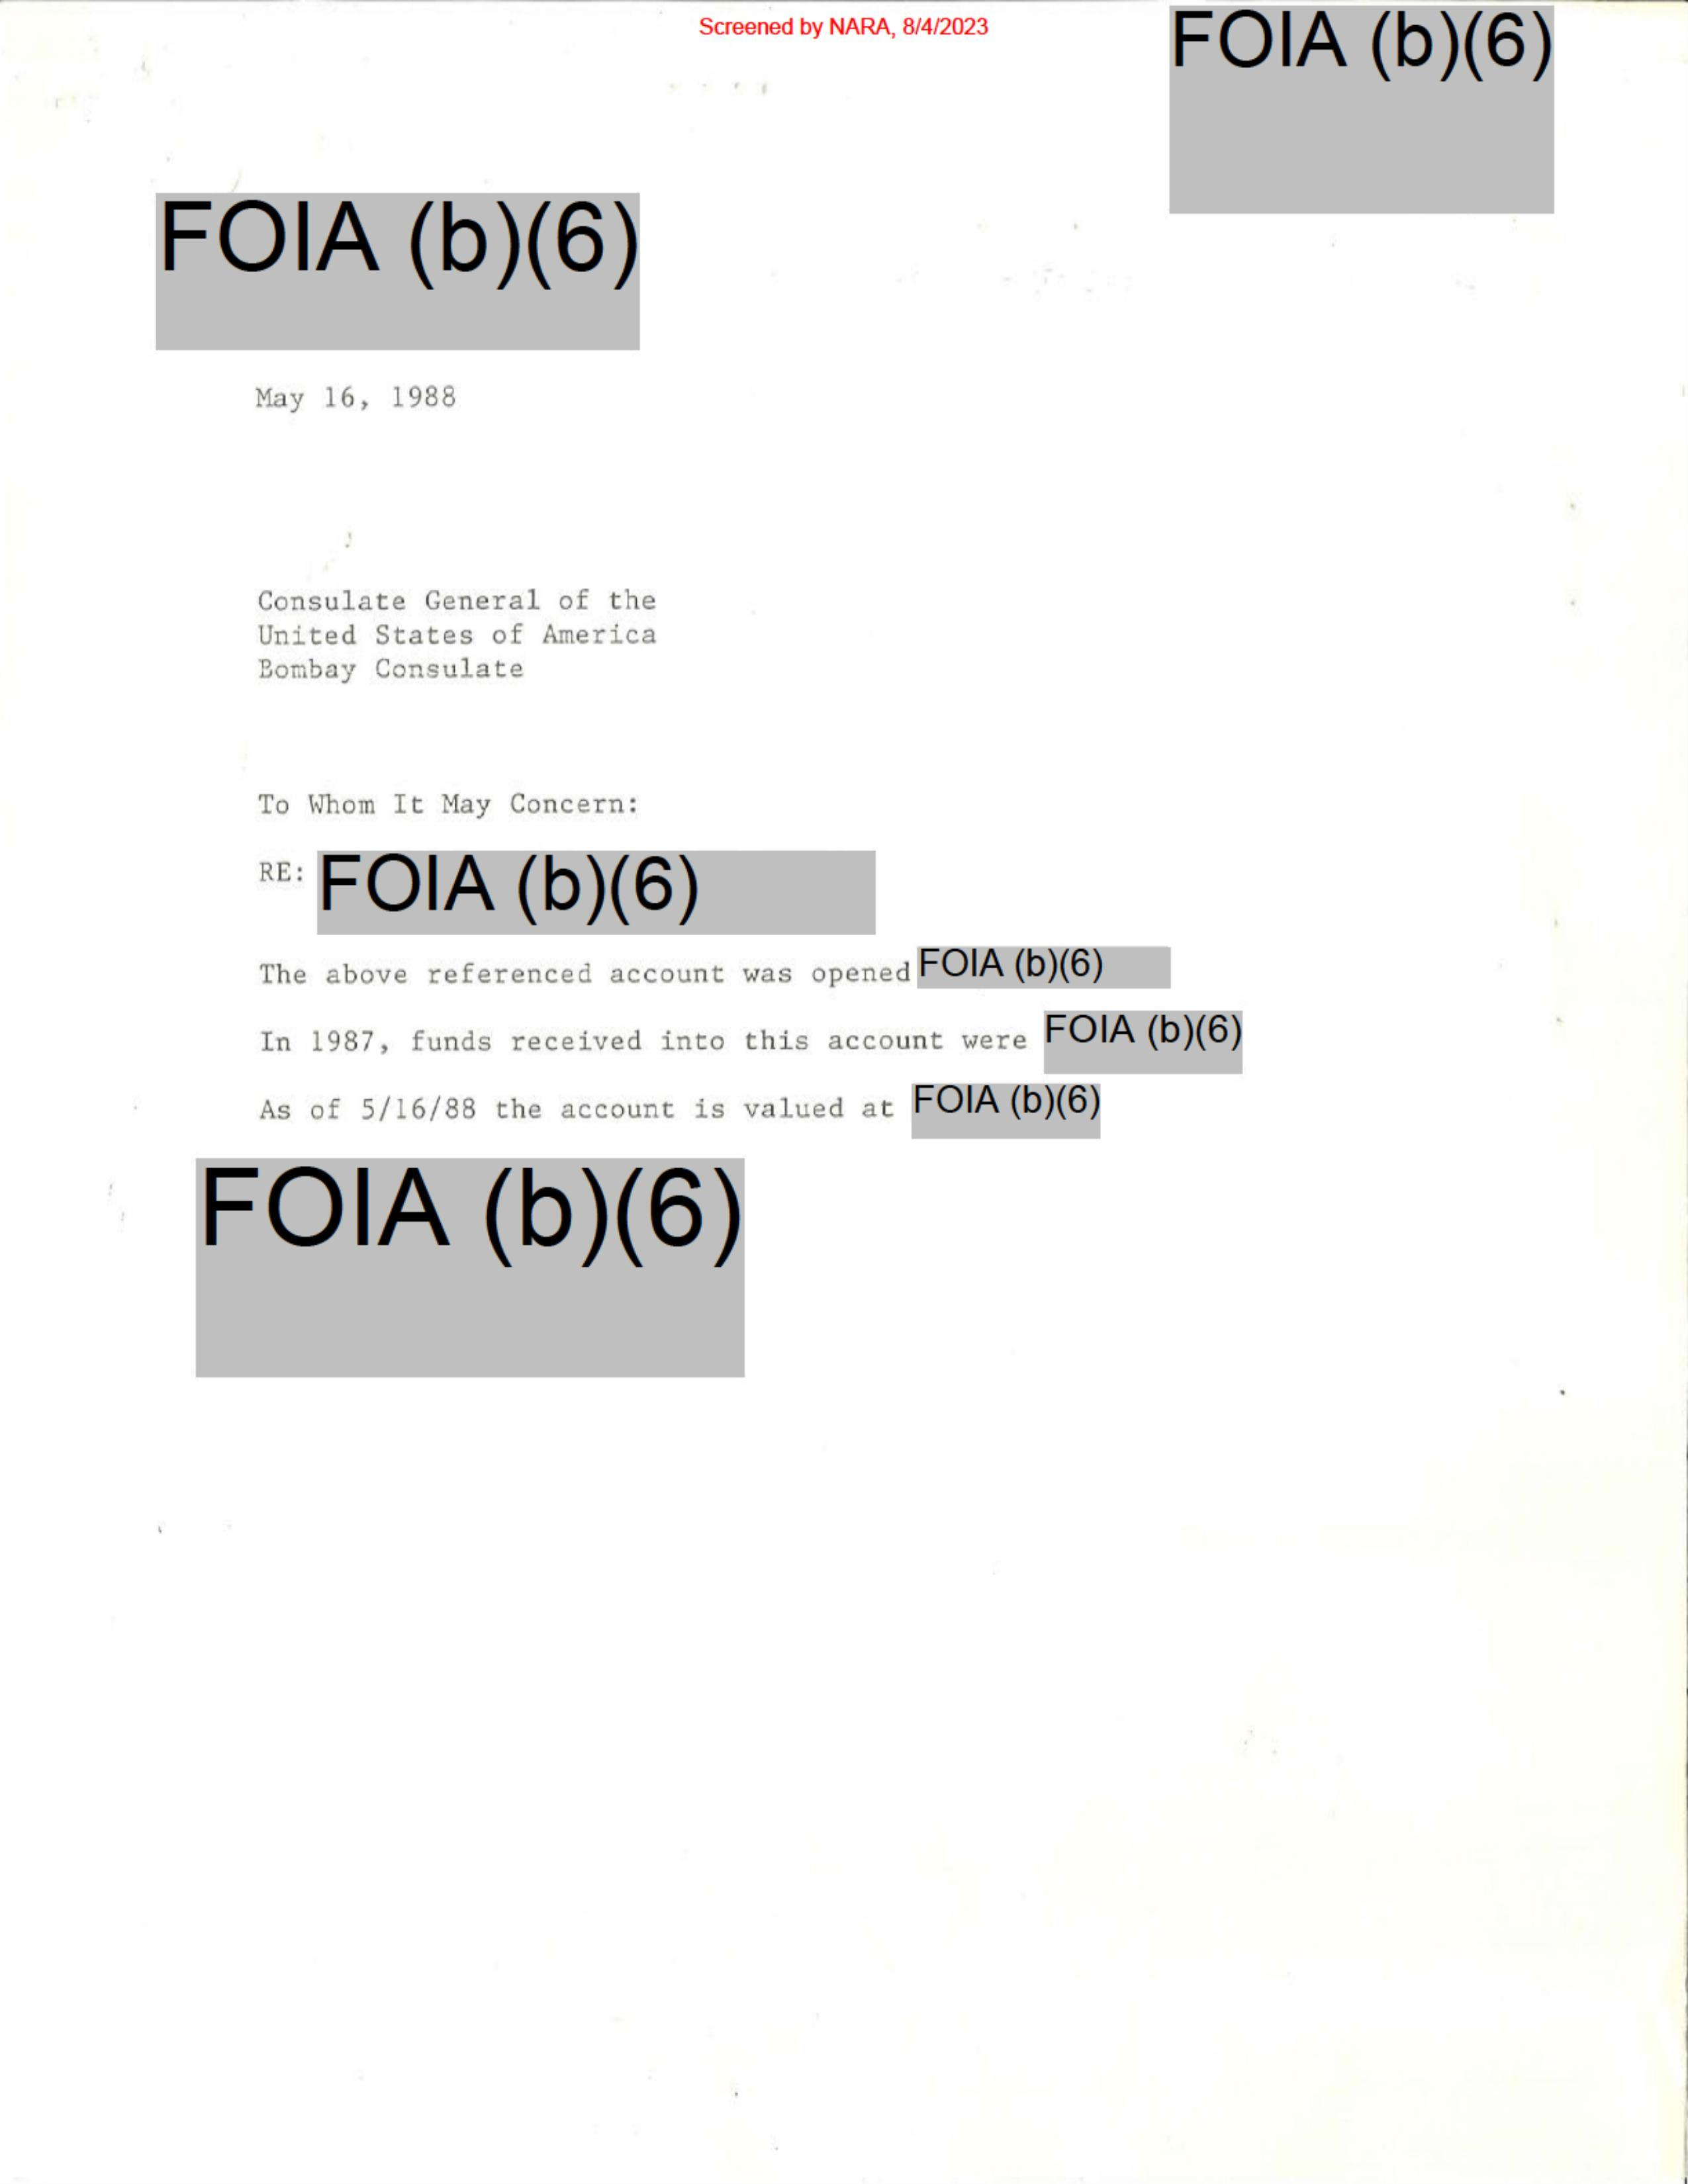 Screened by NARA, 8/4/2023
FOIA (b)(6)
FOIA (b)(6)
May 16, 1988
Consulate General of the
United States of America
Bombay Consulate
To Whom It May Concern:
RE: FOIA (b)(6)
The above referenced account was opened FOIA (b)(6)
In 1987, funds received into this account were FOIA (b)(6)
As of 5/16/88 the account is valued at FOIA (b)(6)
FOIA (b)(6)